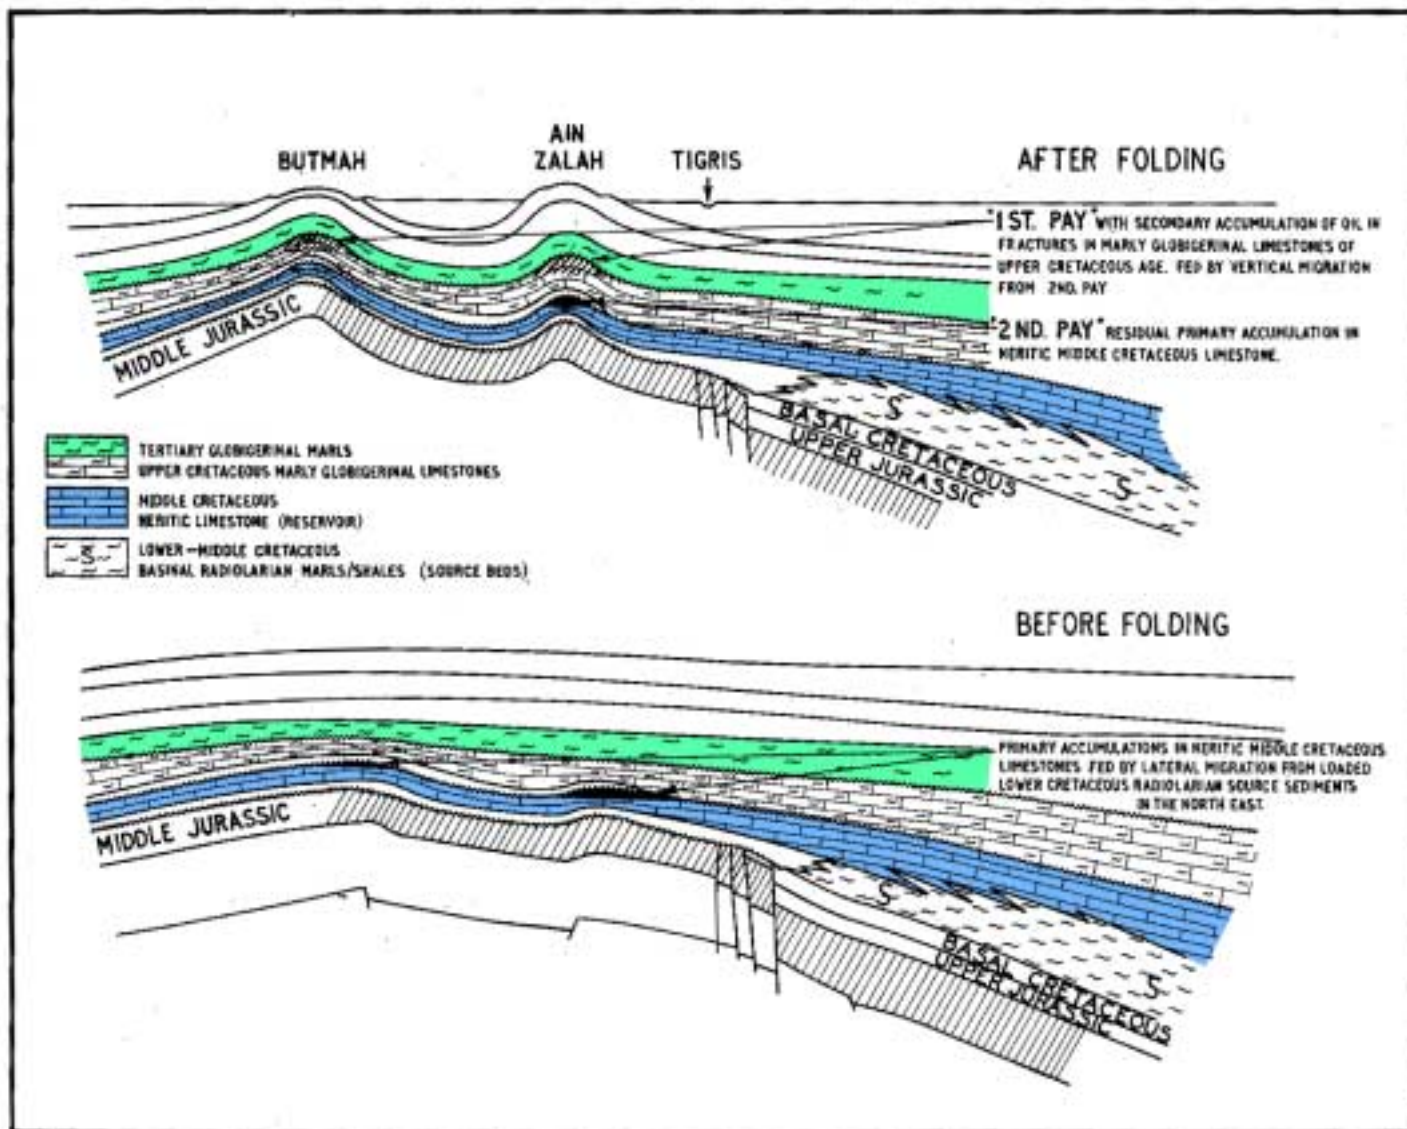 BUTMAH
AIN
ZALAH
TIGRIS
AFTER FOLDING
"1ST. PAY" WITH SECONDARY ACCUMULATION OF OIL IN
FRACTURES IN MARLY GLOBIGERINAL LIMESTONES OF
UPPER CRETACEOUS AGE. FED BY VERTICAL MIGRATION
FROM 2ND. PAY
"2ND. PAY" RESIDUAL PRIMARY ACCUMULATION IN
NERITIC MIDDLE CRETACEOUS LIMESTONE.
MIDDLE JURASSIC
S
BASAL CRETACEOUS
UPPER JURASSIC
S
TERTIARY GLOBIGERINAL MARLS
UPPER CRETACEOUS MARLY GLOBIGERINAL LIMESTONES
MIDDLE CRETACEOUS
NERITIC LIMESTONE (RESERVOIR)
S
LOWER-MIDDLE CRETACEOUS
BASINAL RADIOLARIAN MARLS/SHALES (SOURCE BEDS)
BEFORE FOLDING
PRIMARY ACCUMULATIONS IN NERITIC MIDDLE CRETACEOUS
LIMESTONES. FED BY LATERAL MIGRATION FROM LOADED
LOWER CRETACEOUS RADIOLARIAN SOURCE SEDIMENTS
IN THE NORTH EAST.
MIDDLE JURASSIC
S
BASAL CRETACEOUS
UPPER JURASSIC
S